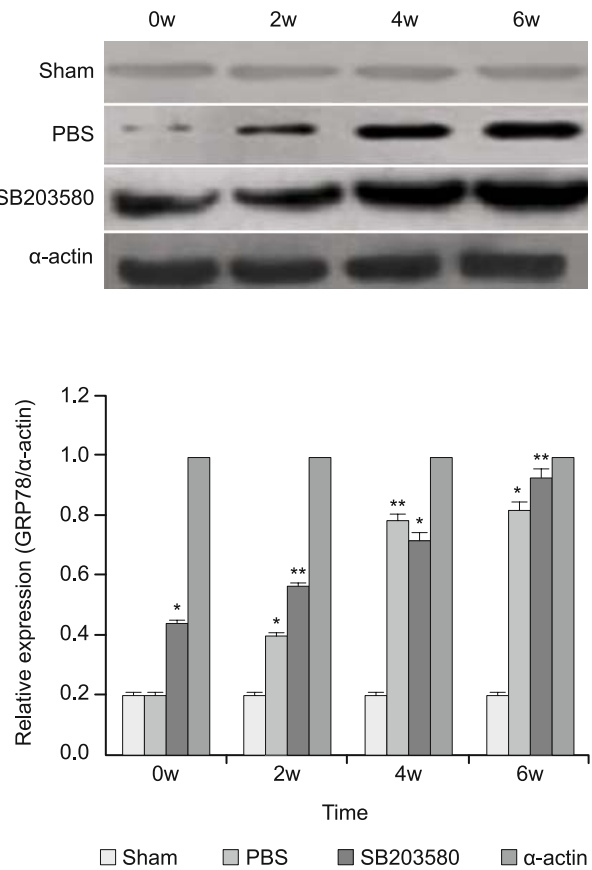 0w 2w 4w 6w
Sham
PBS
SB203580
α-actin
Relative expression (GRP78/α-actin)
1.2
1.0
0.8
0.6
0.4
0.2
0.0
*
* **
** *
* **
0w 2w 4w 6w
Time
Sham PBS SB203580 α-actin